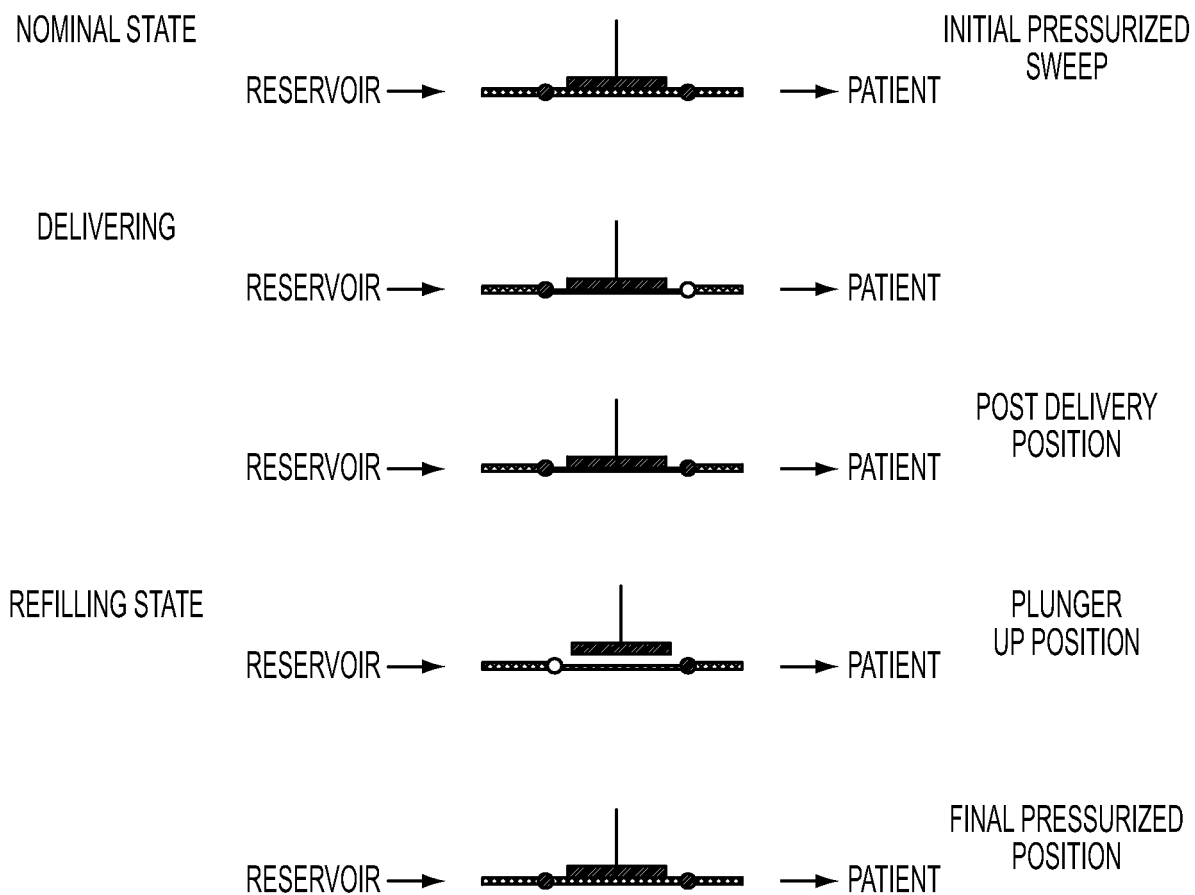 NOMINAL STATE
INITIAL PRESSURIZED
SWEEP
RESERVOIR
PATIENT
DELIVERING
RESERVOIR
PATIENT
POST DELIVERY
POSITION
RESERVOIR
PATIENT
REFILLING STATE
PLUNGER
UP POSITION
RESERVOIR
PATIENT
FINAL PRESSURIZED
POSITION
RESERVOIR
PATIENT